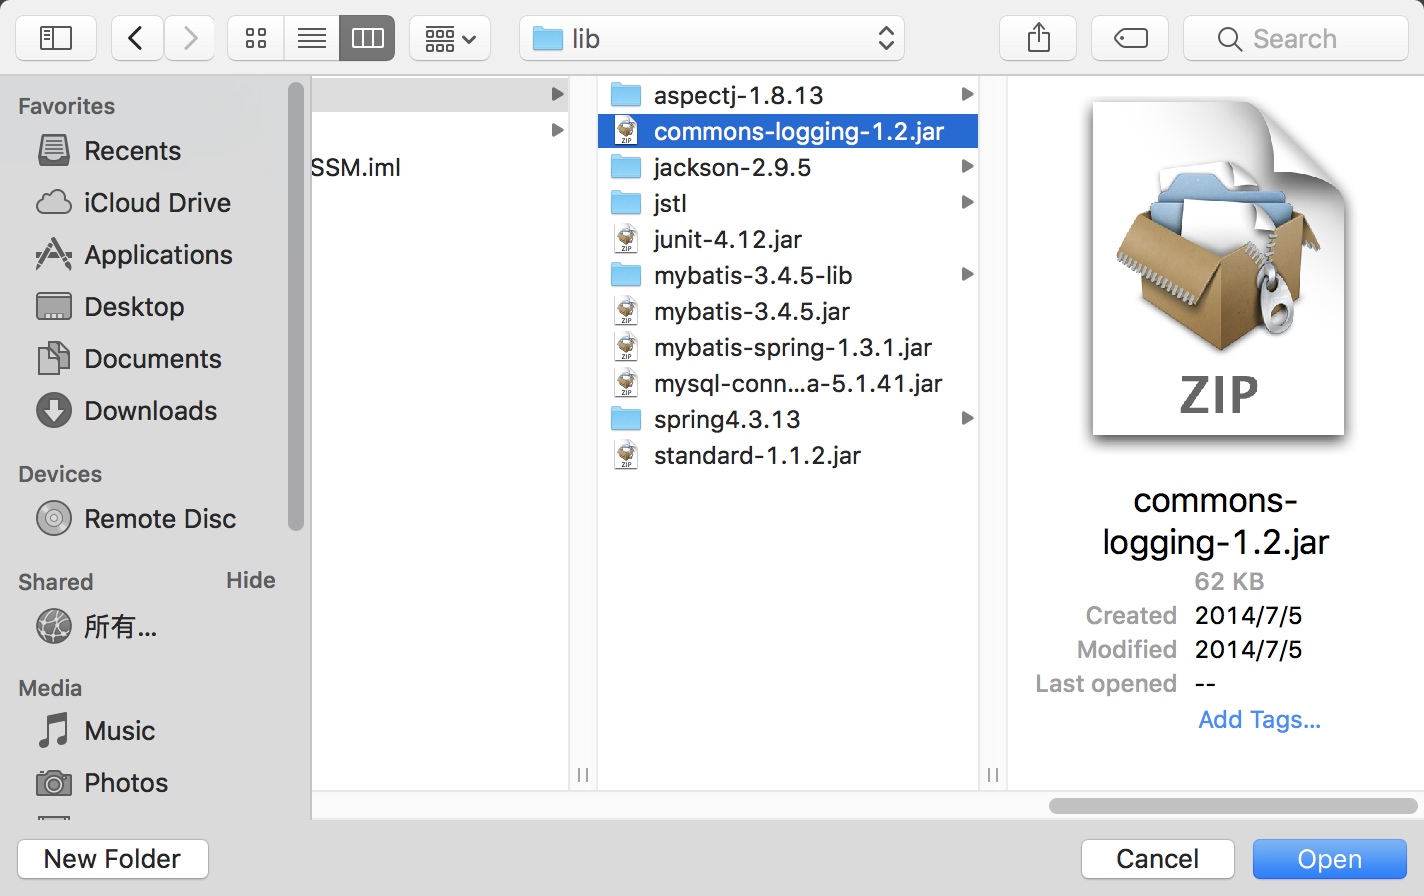 lib
Search
Favorites
Recents
iCloud Drive
Applications
Desktop
Documents
Downloads
Devices
Remote Disc
Shared
Hide
所有...
Media
Music
Photos
SSM.iml
aspectj-1.8.13
commons-logging-1.2.jar
jackson-2.9.5
jstl
junit-4.12.jar
mybatis-3.4.5-lib
mybatis-3.4.5.jar
mybatis-spring-1.3.1.jar
mysql-conn...a-5.1.41.jar
spring4.3.13
standard-1.1.2.jar
ZIP
commons-
logging-1.2.jar
62 KB
Created 2014/7/5
Modified 2014/7/5
Last opened --
Add Tags...
New Folder
Cancel
Open